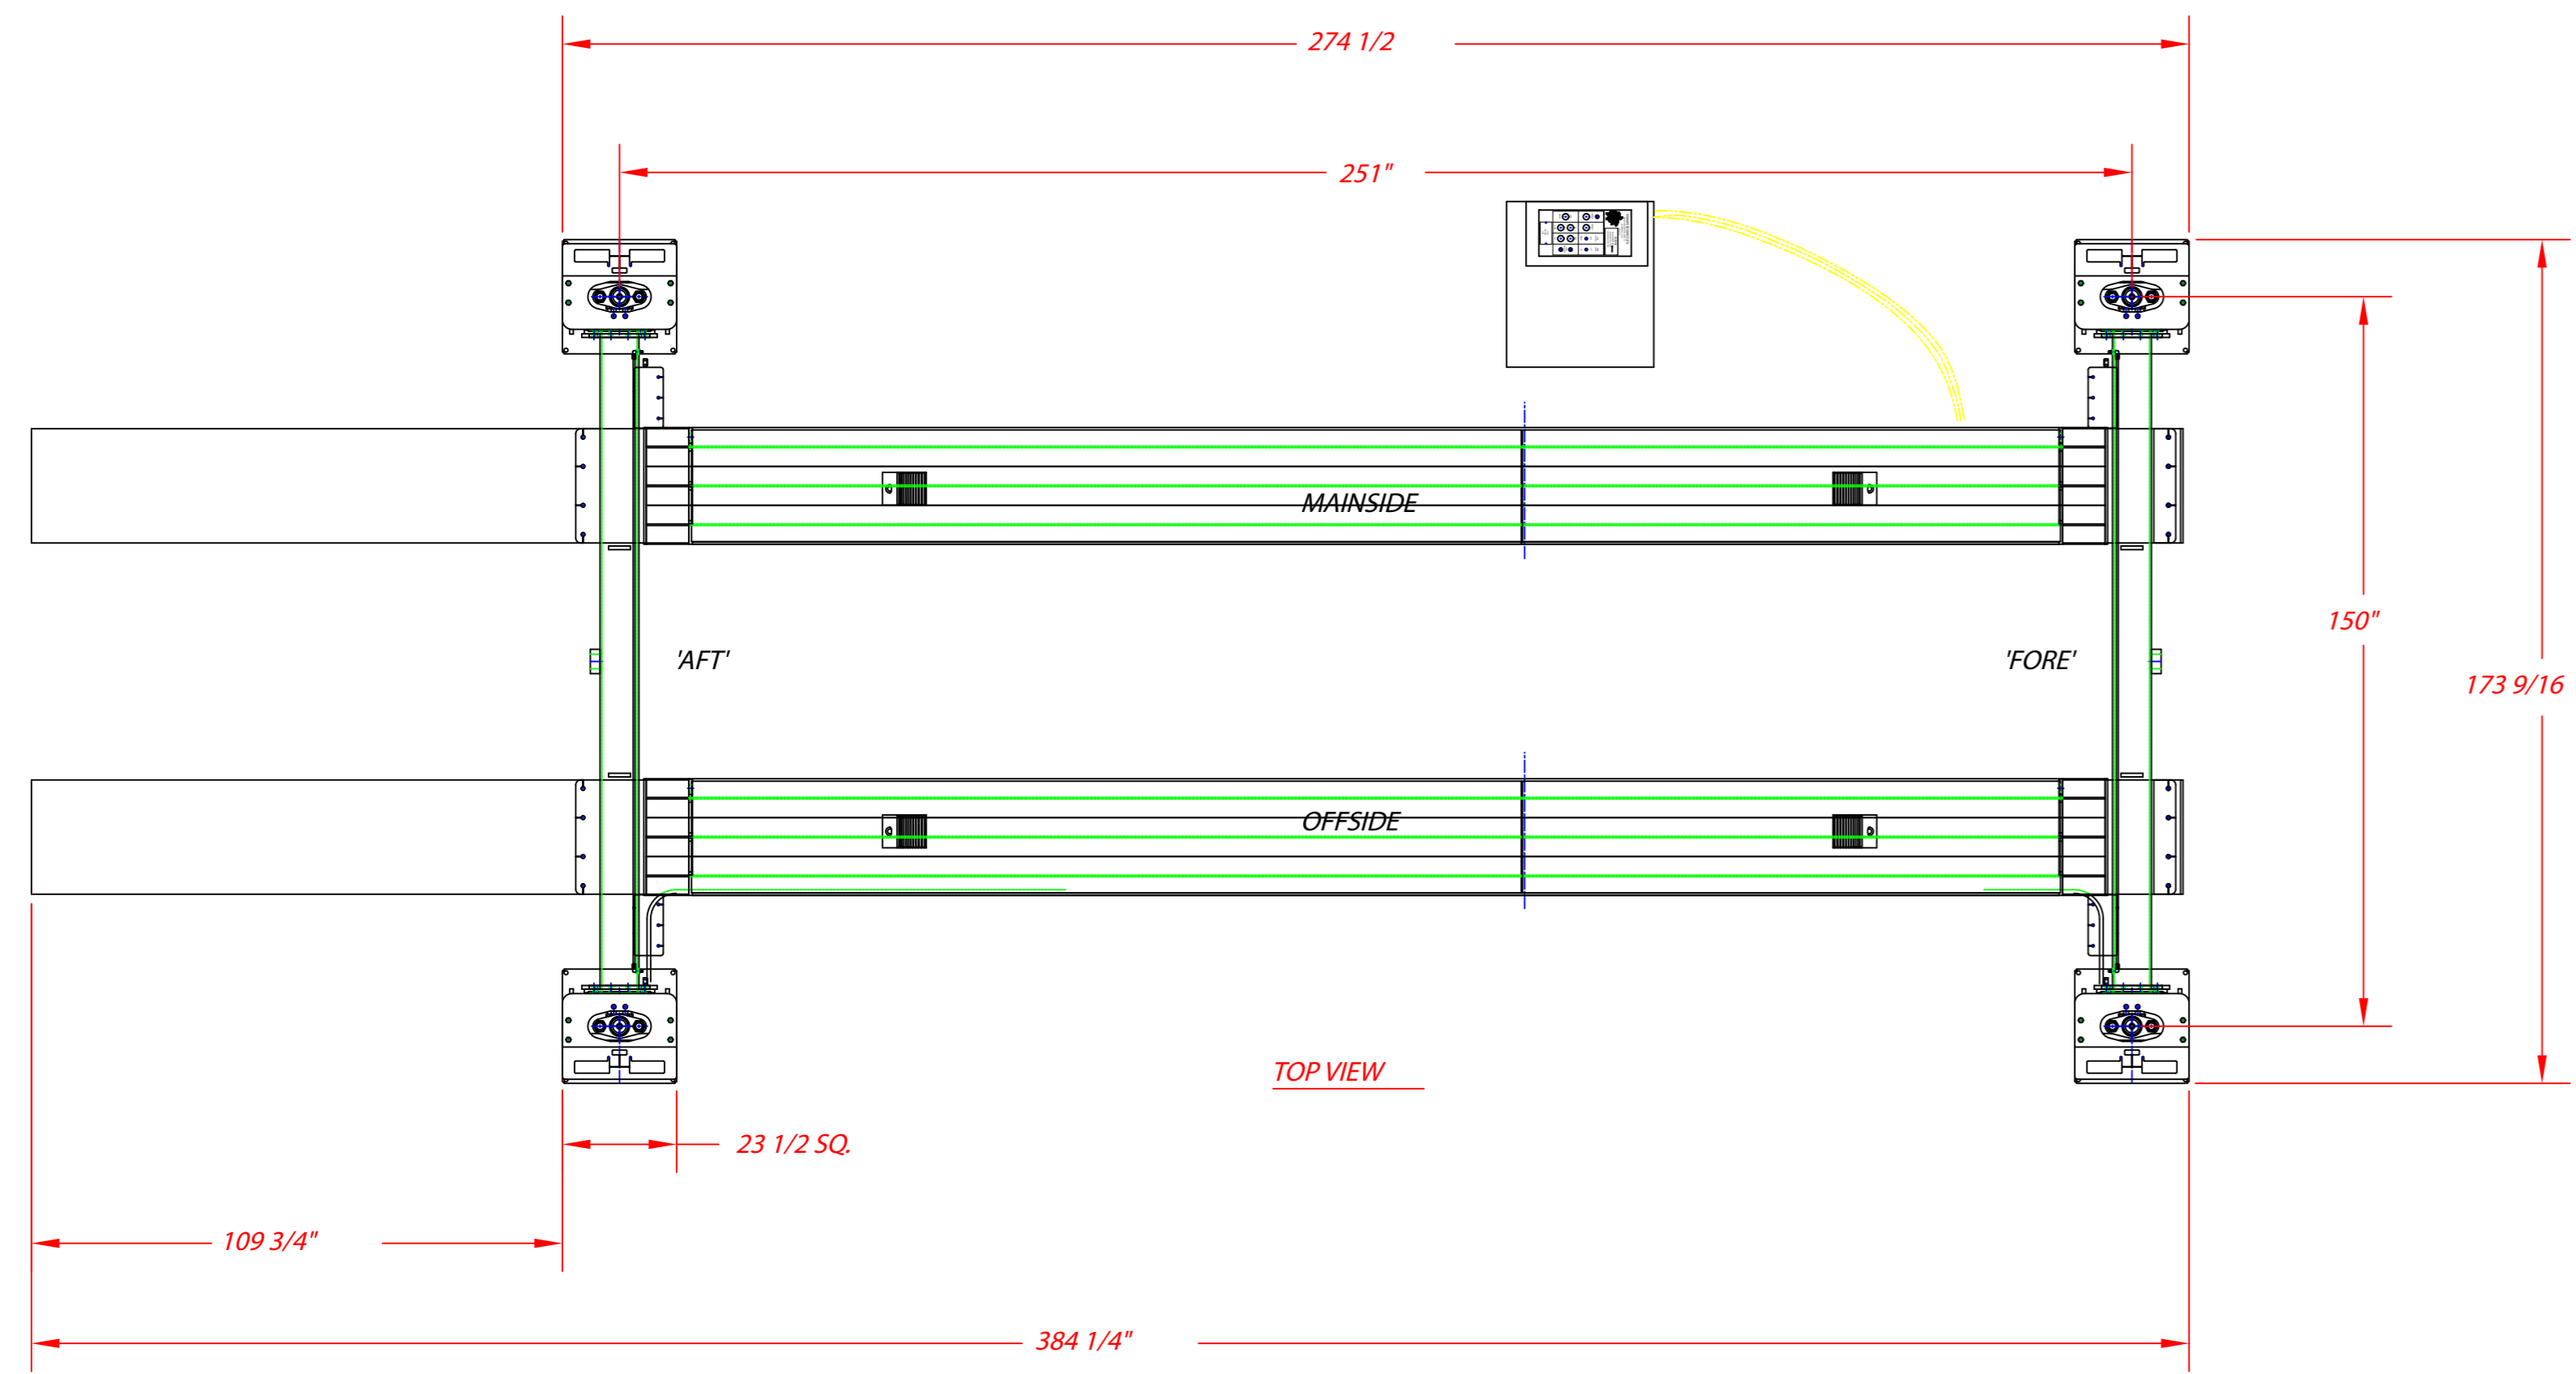 274 1/2
251"
MAINSIDE
150"
'AFT'
'FORE'
173 9/16
OFFSIDE
TOP VIEW
23 1/2 SQ.
109 3/4"
384 1/4"